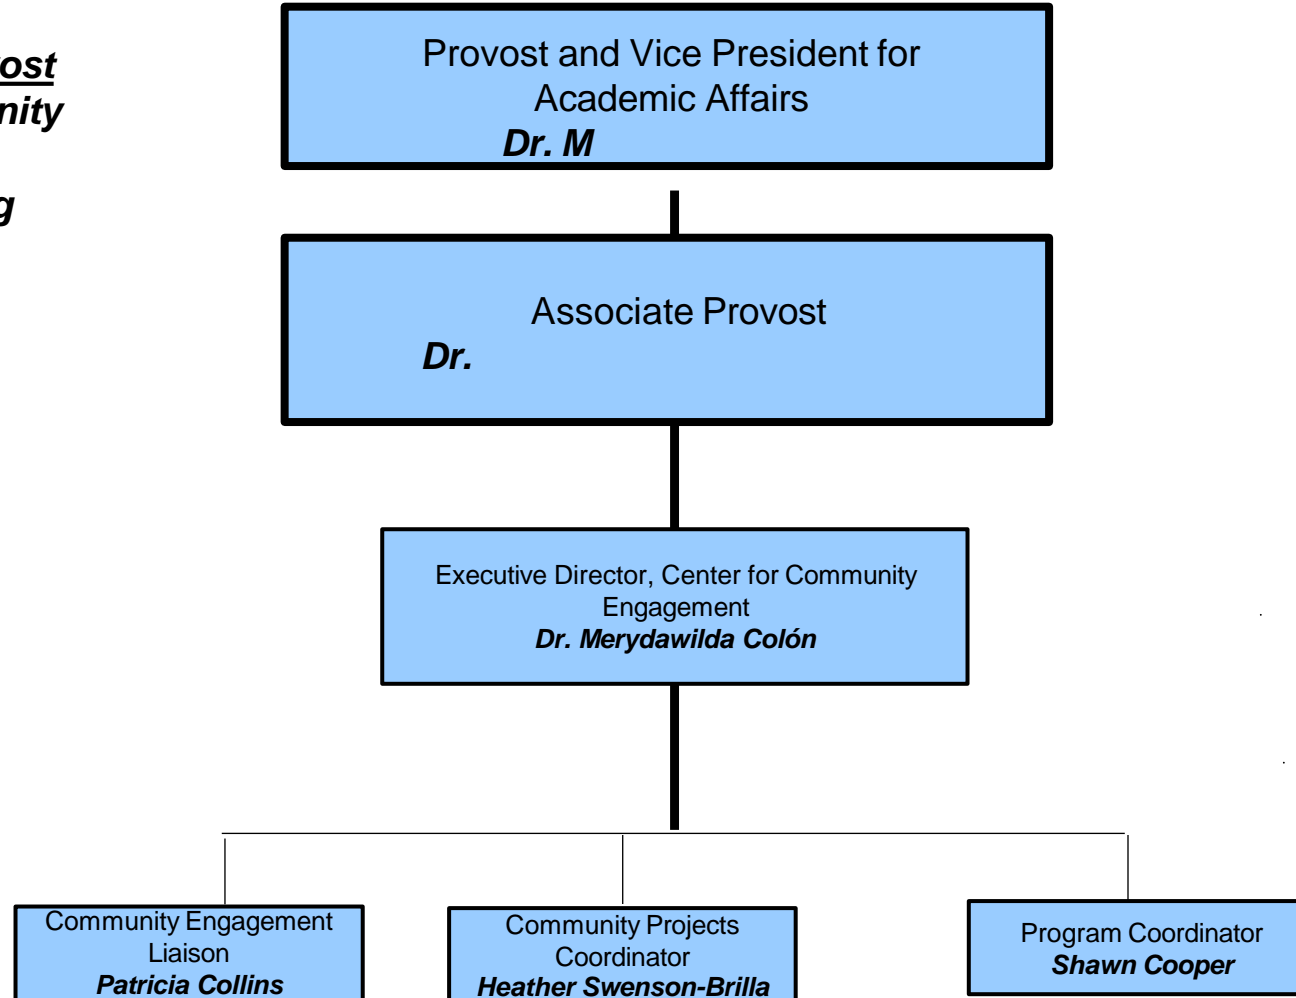 ost
nity
g
Provost and Vice President for
Academic Affairs
Dr. M
Associate Provost
Dr.
Executive Director, Center for Community
Engagement
Dr. Merydawilda Colón
Community Engagement
Liaison
Patricia Collins
Community Projects
Coordinator
Heather Swenson-Brilla
Program Coordinator
Shawn Cooper